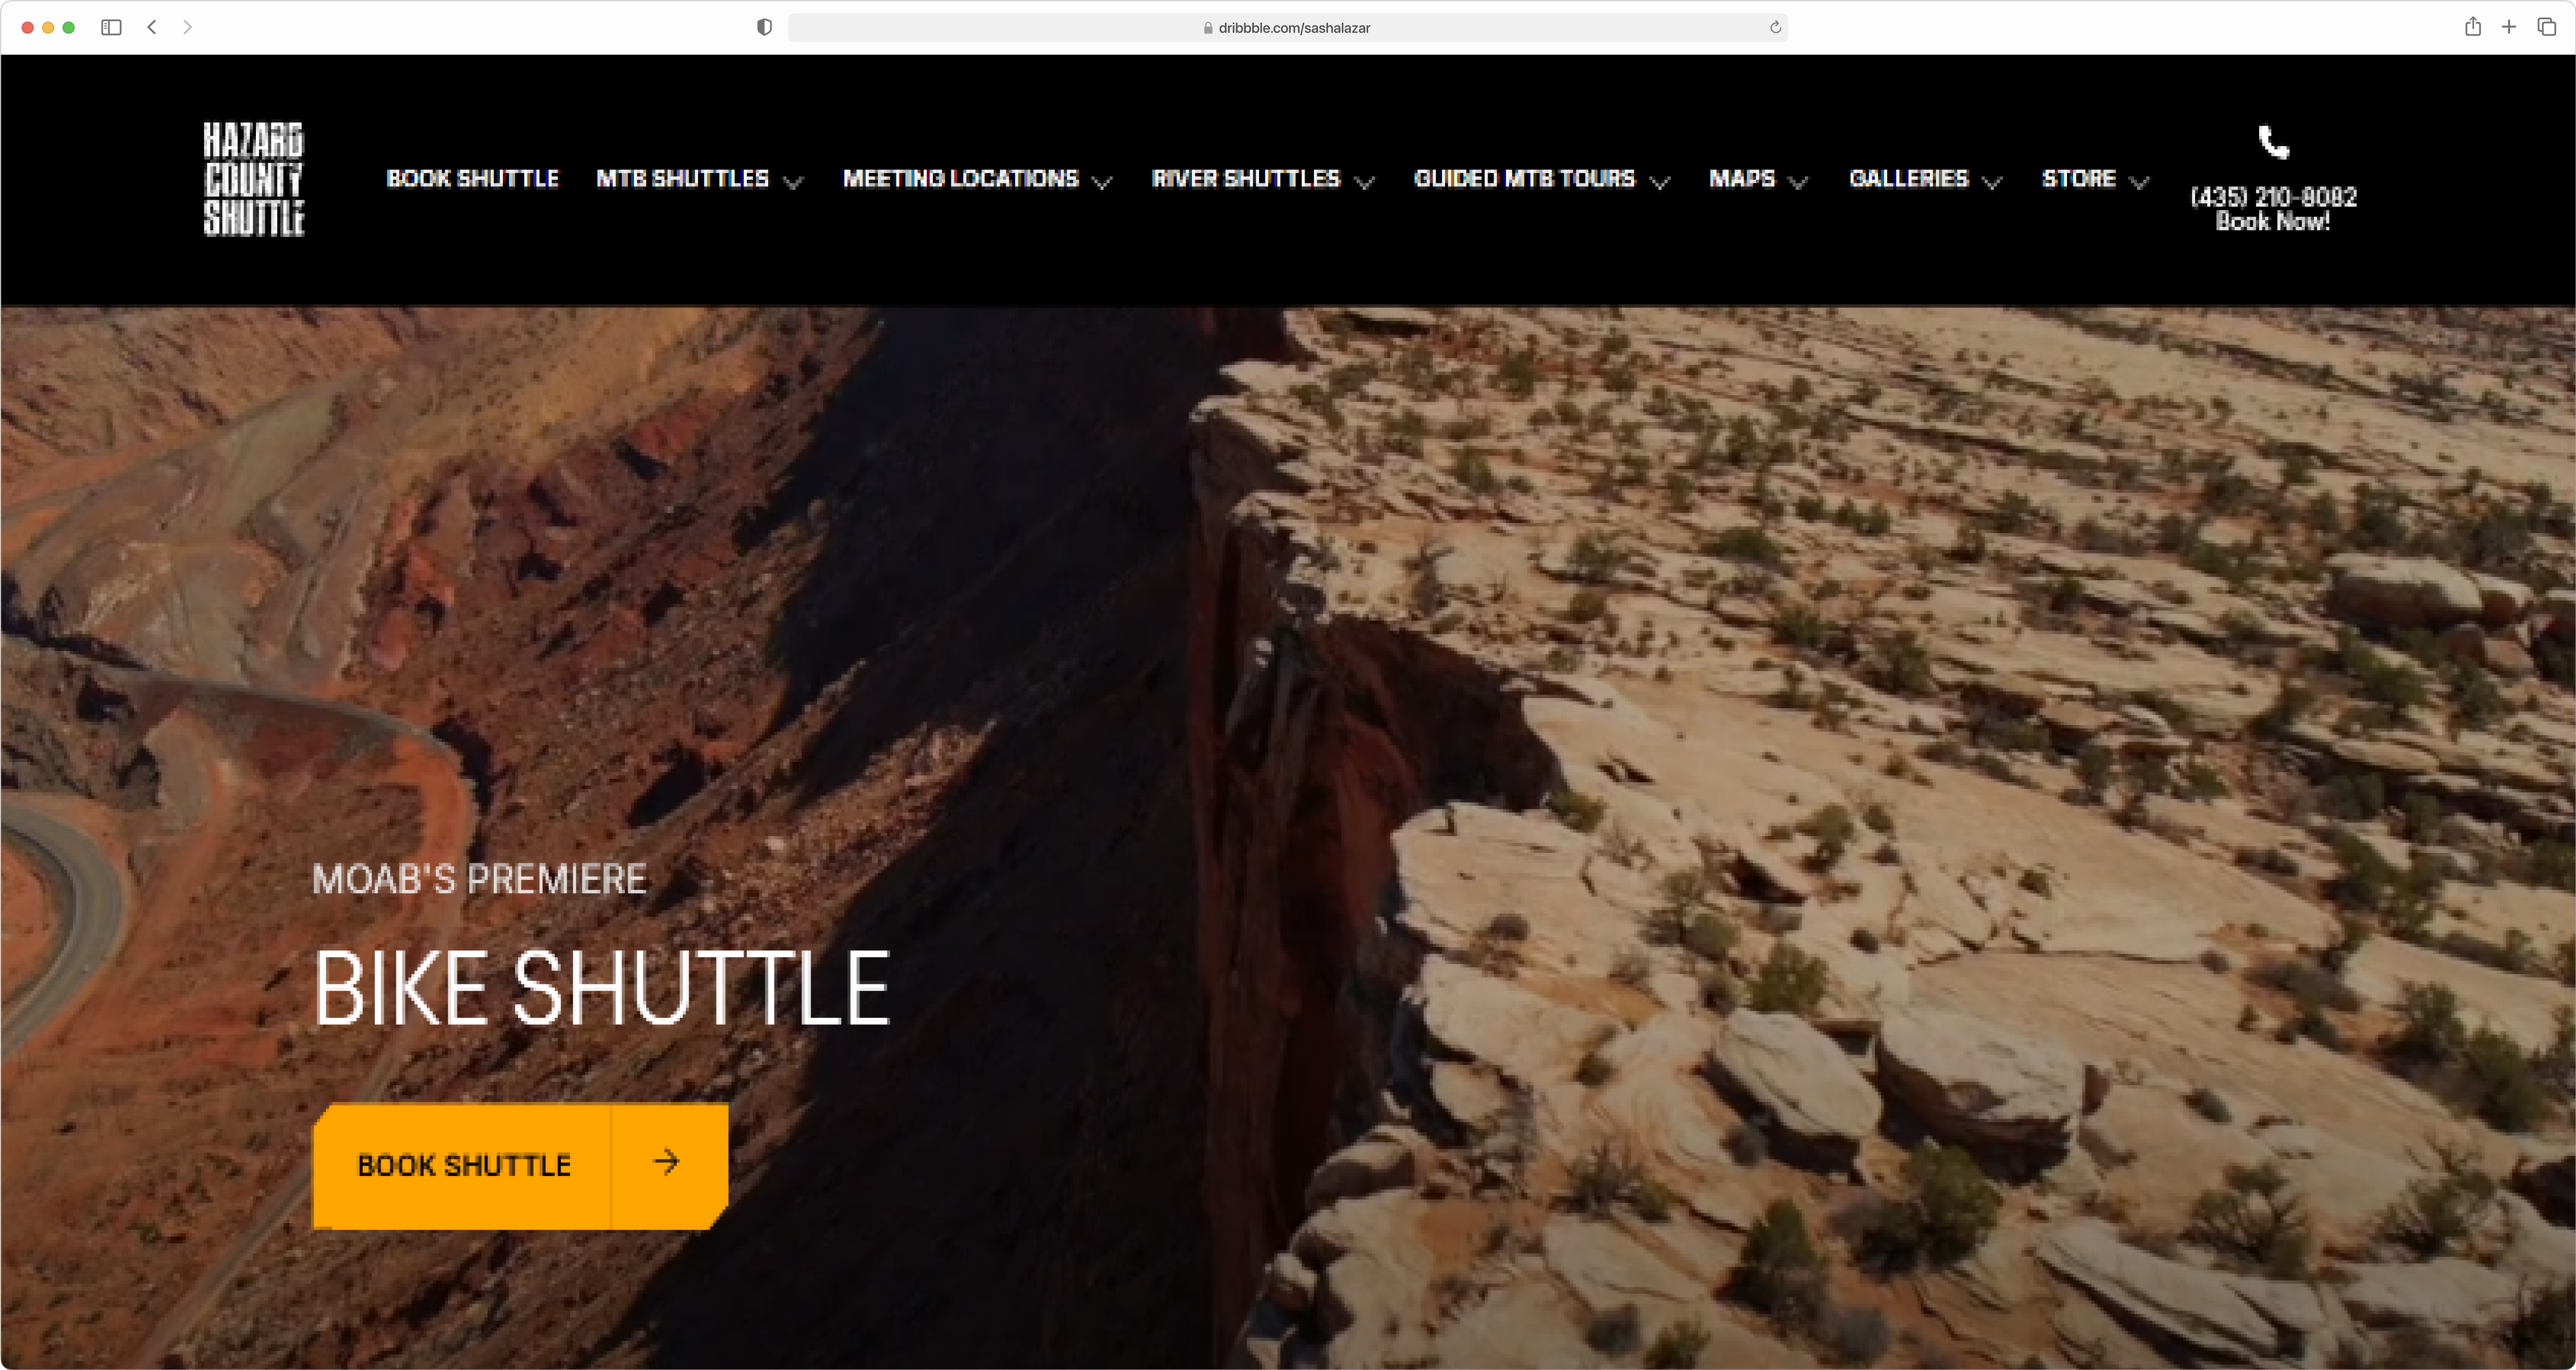 dribbble.com/sashalazar
HAZARD
COUNTY
SHUTTLE
BOOK SHUTTLE
MTB SHUTTLES
MEETING LOCATIONS
RIVER SHUTTLES
GUIDED MTB TOURS
MAPS
GALLERIES
STORE
(435) 210-8082
Book Now!
MOAB'S PREMIERE
BIKE SHUTTLE
BOOK SHUTTLE